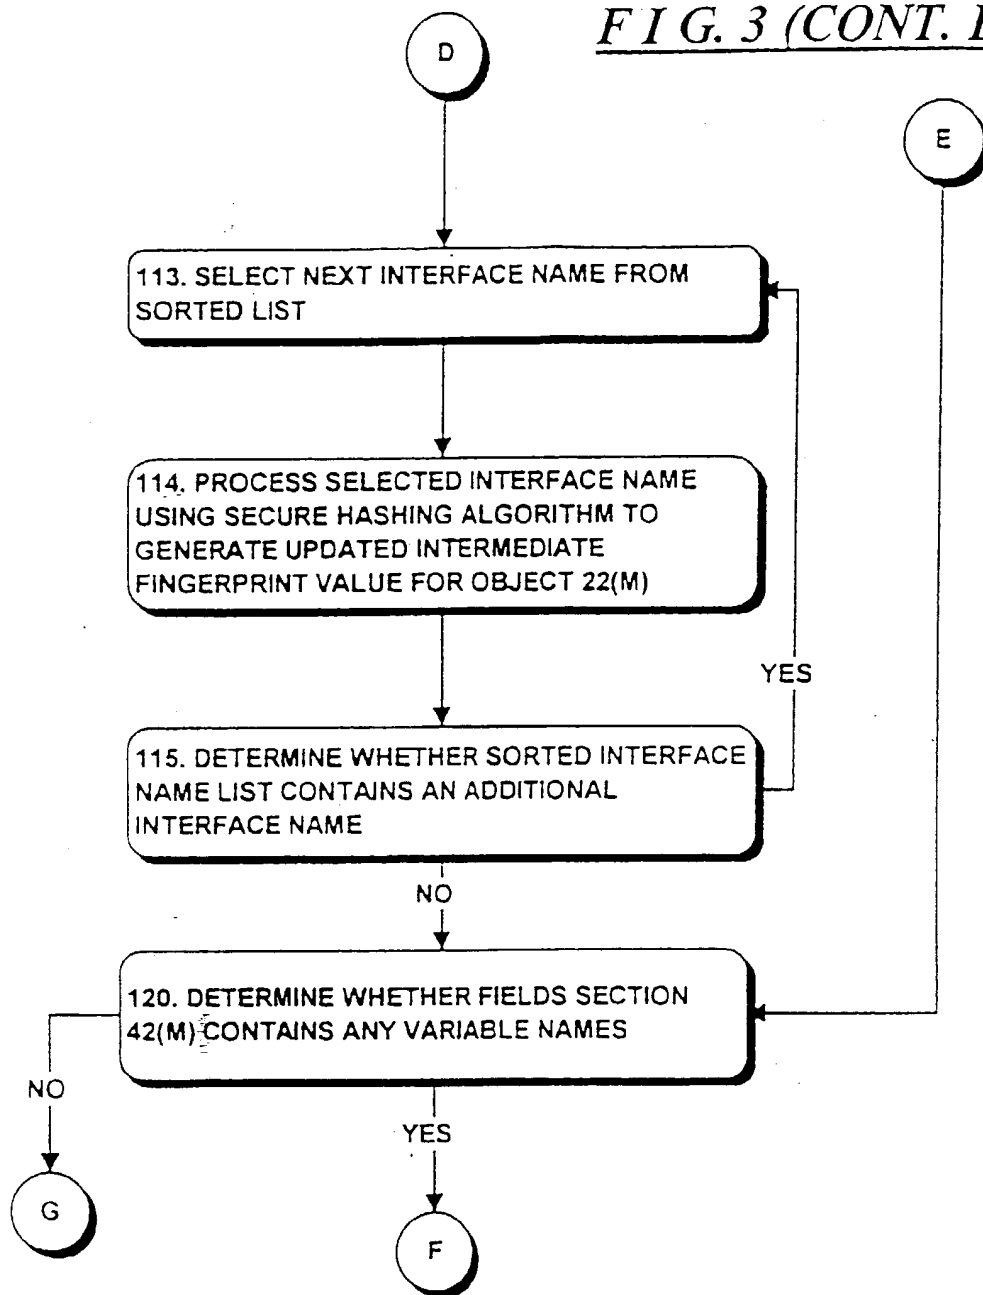 F I G. 3 (CONT.
D
E
113. SELECT NEXT INTERFACE NAME FROM
SORTED LIST
114. PROCESS SELECTED INTERFACE NAME
USING SECURE HASHING ALGORITHM TO
GENERATE UPDATED INTERMEDIATE
FINGERPRINT VALUE FOR OBJECT 22(M)
YES
115. DETERMINE WHETHER SORTED INTERFACE
NAME LIST CONTAINS AN ADDITIONAL
INTERFACE NAME
NO
120. DETERMINE WHETHER FIELDS SECTION
42(M) CONTAINS ANY VARIABLE NAMES
NO
YES
G
F